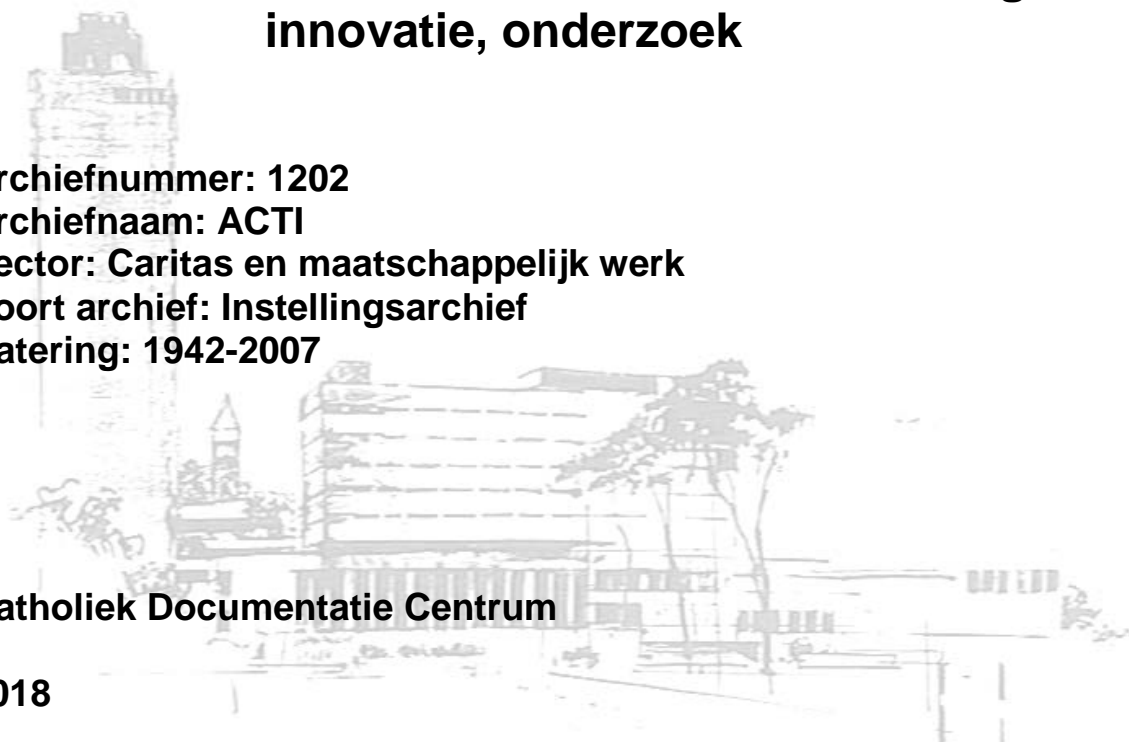 innovatie, onderzoek
rchiefnummer: 1202
rchiefnaam: ACTI
ector: Caritas en maatschappelijk werk
oort archief: Instellingsarchief
atering: 1942-2007
atholiek Documentatie Centrum
018